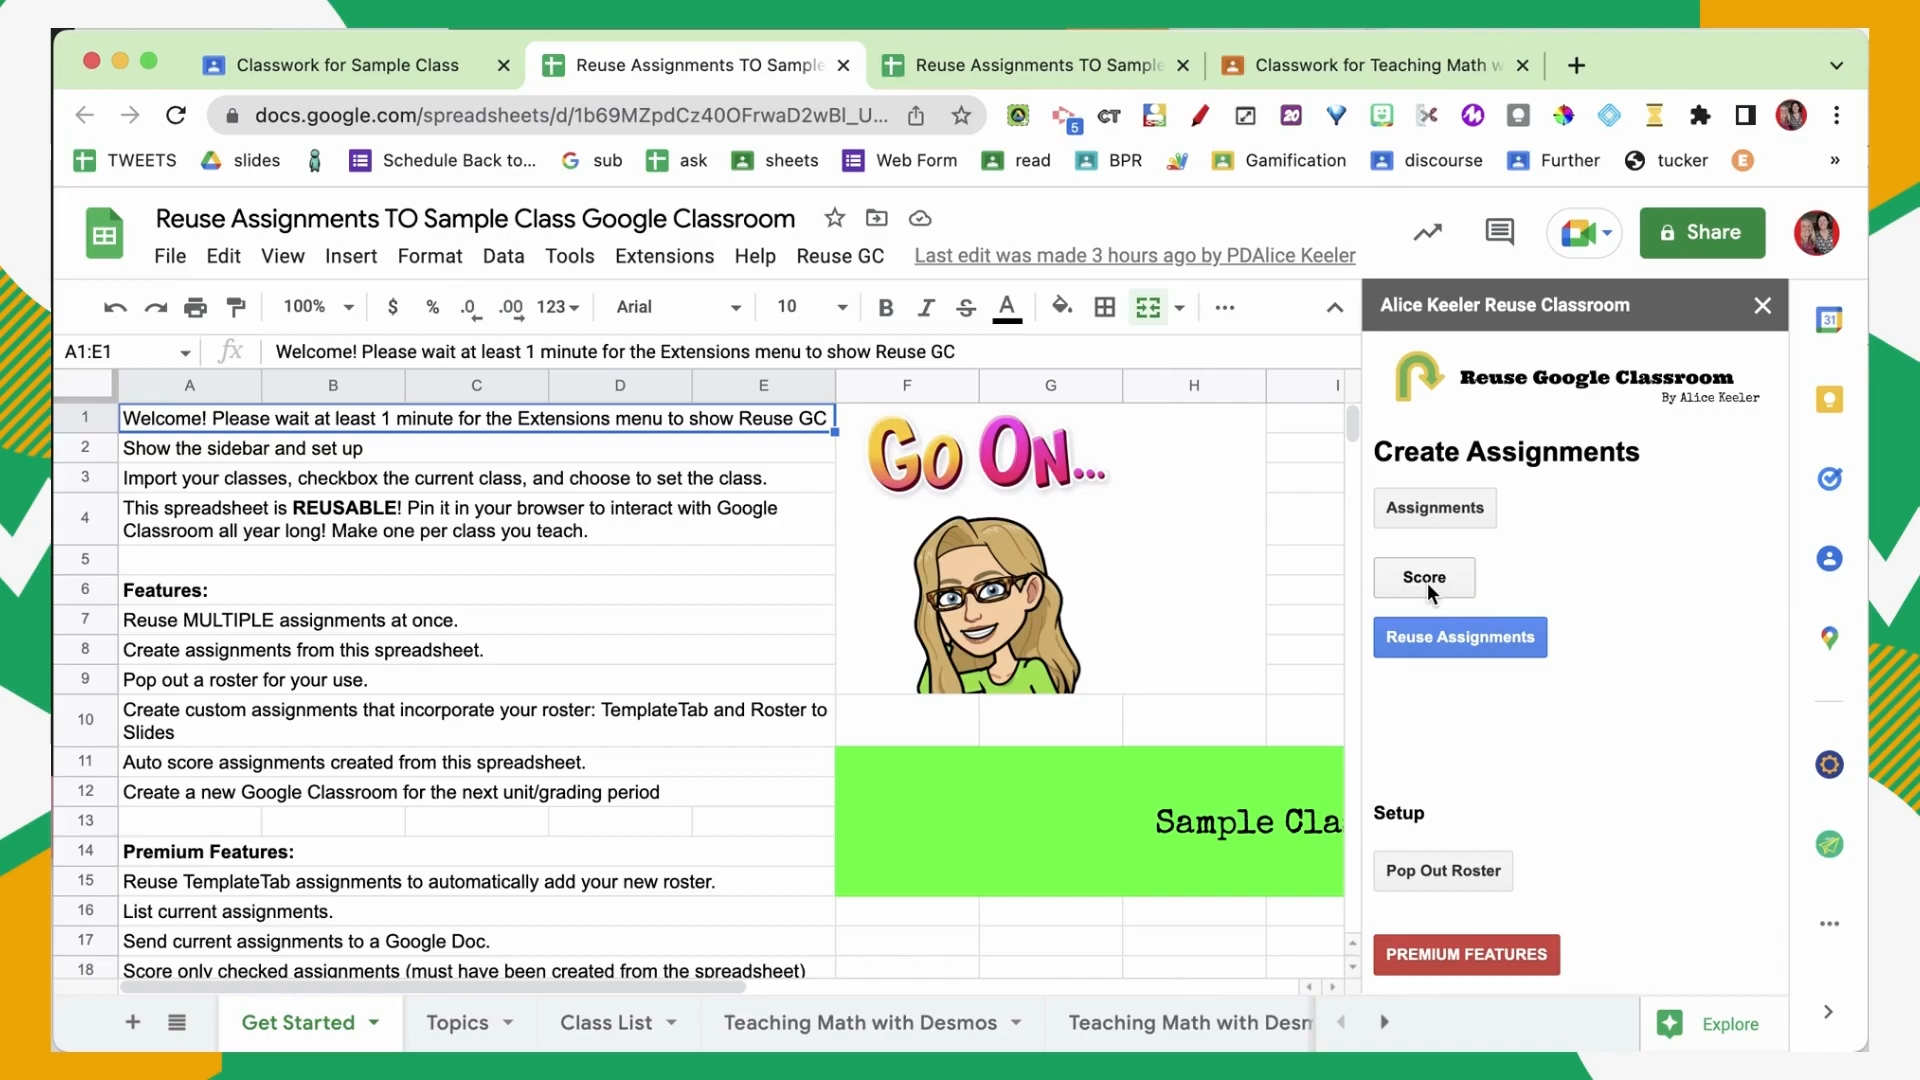 Classwork for Sample Class
Reuse Assignments TO Sample
Reuse Assignments TO Sample
Classwork for Teaching Math w
docs.google.com/spreadsheets/d/1b69MZpdCz40OFrwaD2wBl_U...
5
CT
20
TWEETS
slides
Schedule Back to...
sub
ask
sheets
Web Form
read
BPR
Gamification
discourse
Further
tucker
E
»
Reuse Assignments TO Sample Class Google Classroom
Share
File Edit View Insert Format Data Tools Extensions Help Reuse GC
Last edit was made 3 hours ago by PDAlice Keeler
100%
$
%
.0
.00
123
Arial
10
B
I
S
A
A1:E1
fx
Welcome! Please wait at least 1 minute for the Extensions menu to show Reuse GC
A B C D E F G H I
1 Welcome! Please wait at least 1 minute for the Extensions menu to show Reuse GC
2 Show the sidebar and set up
3 Import your classes, checkbox the current class, and choose to set the class.
4 This spreadsheet is REUSABLE! Pin it in your browser to interact with Google
Classroom all year long! Make one per class you teach.
5
6 Features:
7 Reuse MULTIPLE assignments at once.
8 Create assignments from this spreadsheet.
9 Pop out a roster for your use.
10 Create custom assignments that incorporate your roster: TemplateTab and Roster to
Slides
11 Auto score assignments created from this spreadsheet.
12 Create a new Google Classroom for the next unit/grading period
13
14 Premium Features:
15 Reuse TemplateTab assignments to automatically add your new roster.
16 List current assignments.
17 Send current assignments to a Google Doc.
18 Score only checked assignments (must have been created from the spreadsheet)
GO ON...
Sample Cla
Alice Keeler Reuse Classroom
Reuse Google Classroom
By Alice Keeler
Create Assignments
Assignments
Score
Reuse Assignments
Setup
Pop Out Roster
PREMIUM FEATURES
31
Get Started
Topics
Class List
Teaching Math with Desmos
Teaching Math with Desm
Explore